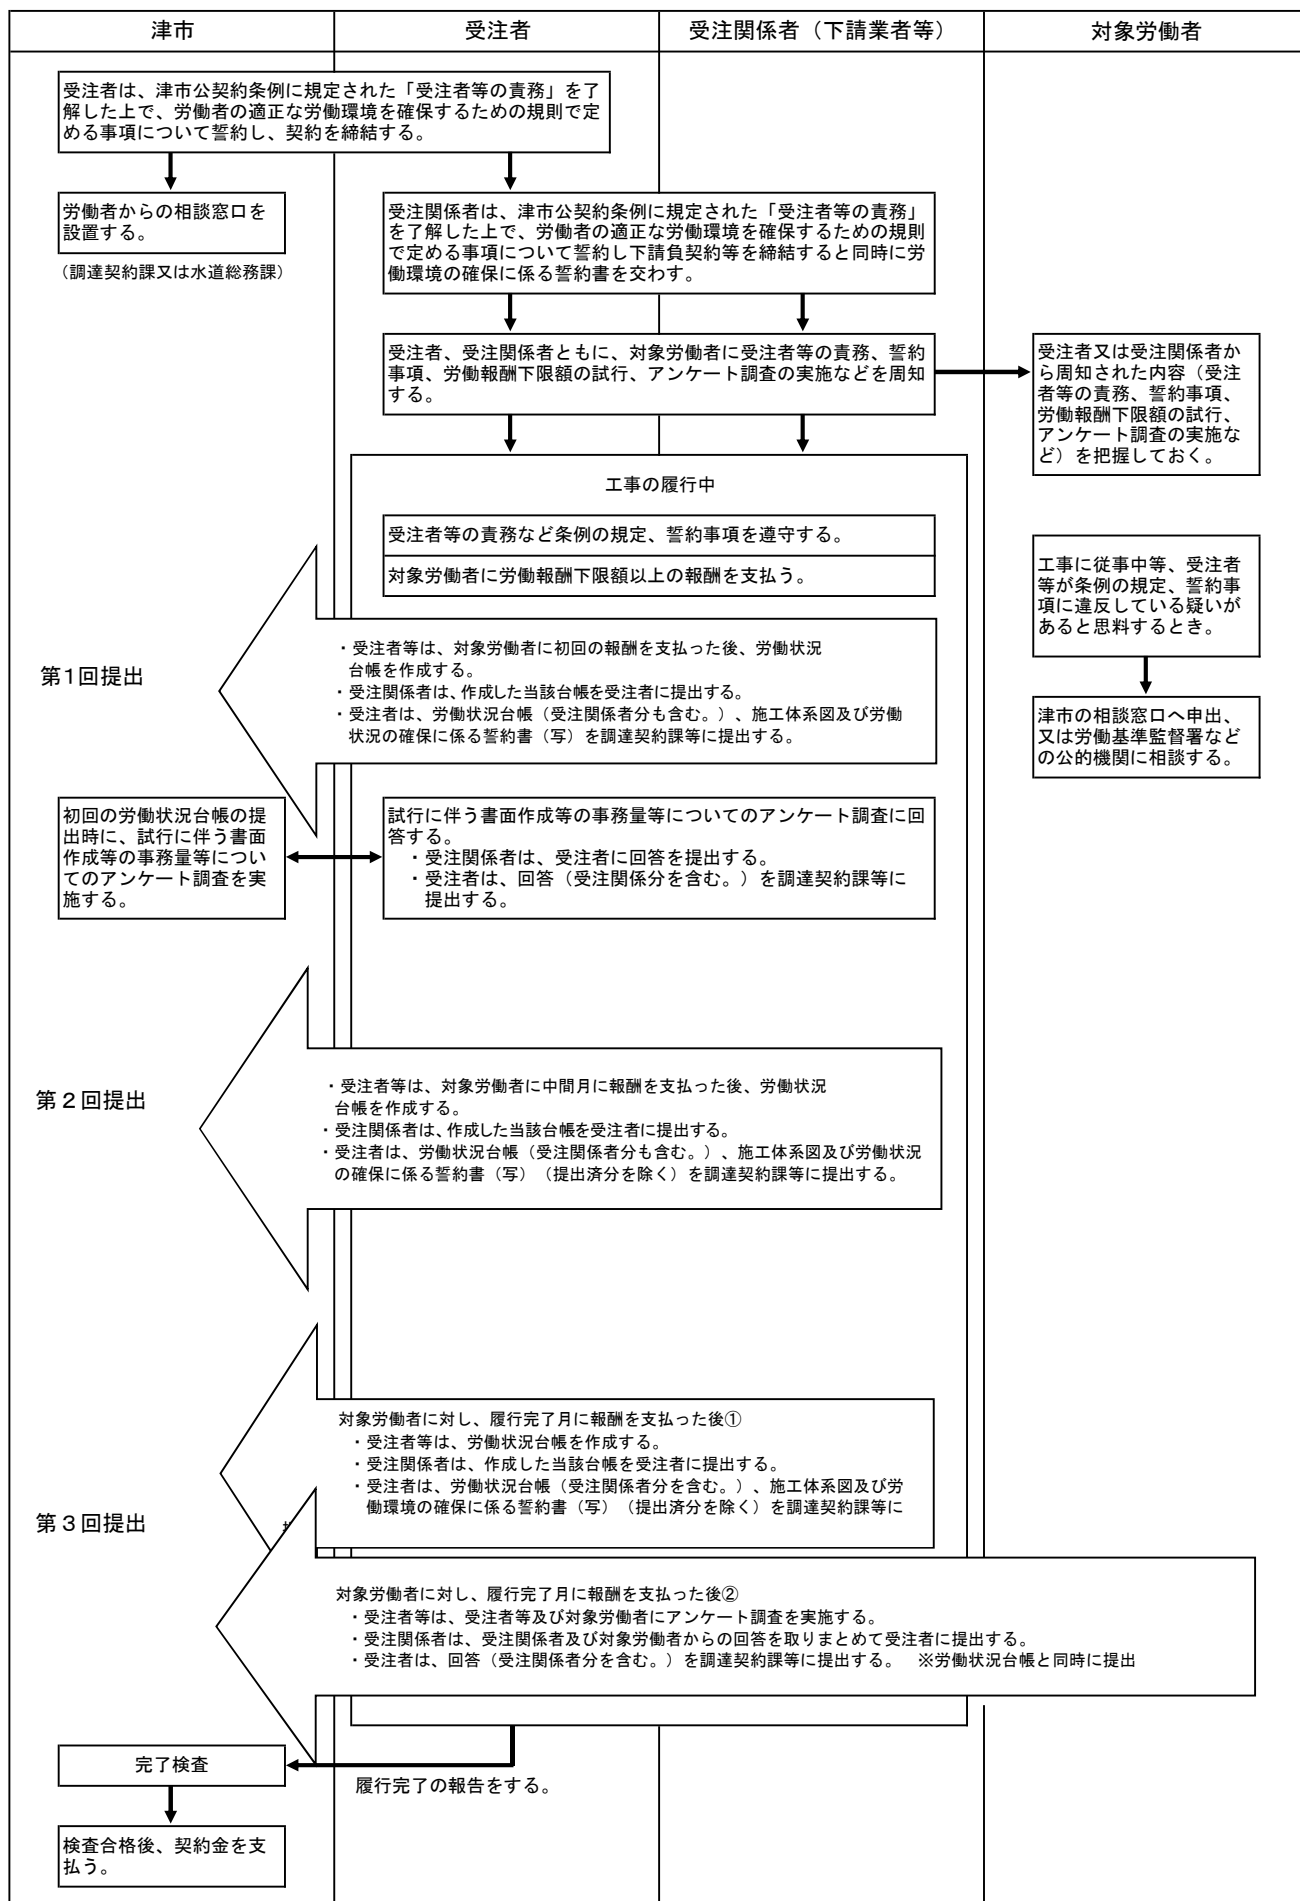 津市
受注者
受注関係者（下請業者等）
対象労働者
受注者は、津市公契約条例に規定された「受注者等の責務」を了
解した上で、労働者の適正な労働環境を確保するための規則で定
める事項について誓約し、契約を締結する。
労働者からの相談窓口を
設置する。
（調達契約課又は水道総務課）
受注関係者は、津市公契約条例に規定された「受注者等の責務」
を了解した上で、労働者の適正な労働環境を確保するための規則
で定める事項について誓約し下請負契約等を締結すると同時に労
働環境の確保に係る誓約書を交わす。
受注者、受注関係者ともに、対象労働者に受注者等の責務、誓約
事項、労働報酬下限額の試行、アンケート調査の実施などを周知
する。
受注者又は受注関係者か
ら周知された内容（受注
者等の責務、誓約事項、
労働報酬下限額の試行、
アンケート調査の実施な
ど）を把握しておく。
工事の履行中
受注者等の責務など条例の規定、誓約事項を遵守する。
対象労働者に労働報酬下限額以上の報酬を支払う。
工事に従事中等、受注者
等が条例の規定、誓約事
項に違反している疑いが
あると思料するとき。
第1回提出
・受注者等は、対象労働者に初回の報酬を支払った後、労働状況
台帳を作成する。
・受注関係者は、作成した当該台帳を受注者に提出する。
・受注者は、労働状況台帳（受注関係者分も含む。）、施工体系図及び労働
状況の確保に係る誓約書（写）を調達契約課等に提出する。
津市の相談窓口へ申出、
又は労働基準監督署など
の公的機関に相談する。
初回の労働状況台帳の提
出時に、試行に伴う書面
作成等の事務量等につい
てのアンケート調査を実
施する。
試行に伴う書面作成等の事務量等についてのアンケート調査に回
答する。
・受注関係者は、受注者に回答を提出する。
・受注者は、回答（受注関係分を含む。）を調達契約課等に
提出する。
第２回提出
・受注者等は、対象労働者に中間月に報酬を支払った後、労働状況
台帳を作成する。
・受注関係者は、作成した当該台帳を受注者に提出する。
・受注者は、労働状況台帳（受注関係者分も含む。）、施工体系図及び労働状況
の確保に係る誓約書（写）（提出済分を除く）を調達契約課等に提出する。
第３回提出
対象労働者に対し、履行完了月に報酬を支払った後①
・受注者等は、労働状況台帳を作成する。
・受注関係者は、作成した当該台帳を受注者に提出する。
・受注者は、労働状況台帳（受注関係者分を含む。）、施工体系図及び労
働環境の確保に係る誓約書（写）（提出済分を除く）を調達契約課等に
対象労働者に対し、履行完了月に報酬を支払った後②
・受注者等は、受注者等及び対象労働者にアンケート調査を実施する。
・受注関係者は、受注関係者及び対象労働者からの回答を取りまとめて受注者に提出する。
・受注者は、回答（受注関係者分を含む。）を調達契約課等に提出する。　※労働状況台帳と同時に提出
完了検査
履行完了の報告をする。
検査合格後、契約金を支
払う。